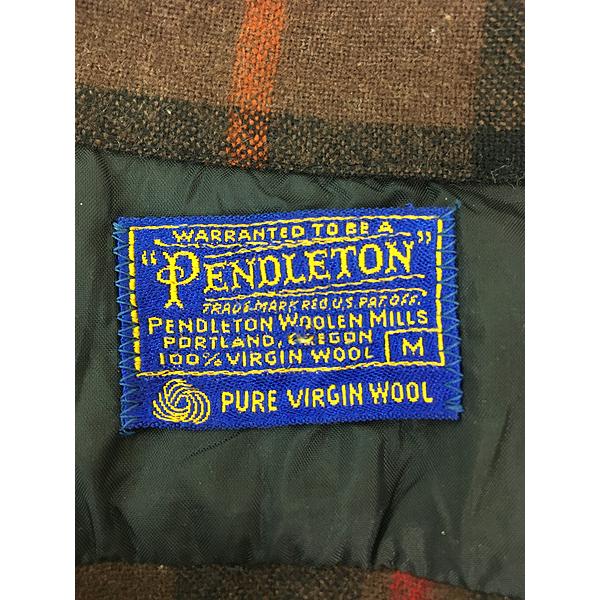 WARRANTED TO BE A
"PENDLETON"
TRADE MARK REG U.S. PAT. OFF.
PENDLETON WOOLEN MILLS
PORTLAND, OREGON
100% VIRGIN WOOL M
PURE VIRGIN WOOL